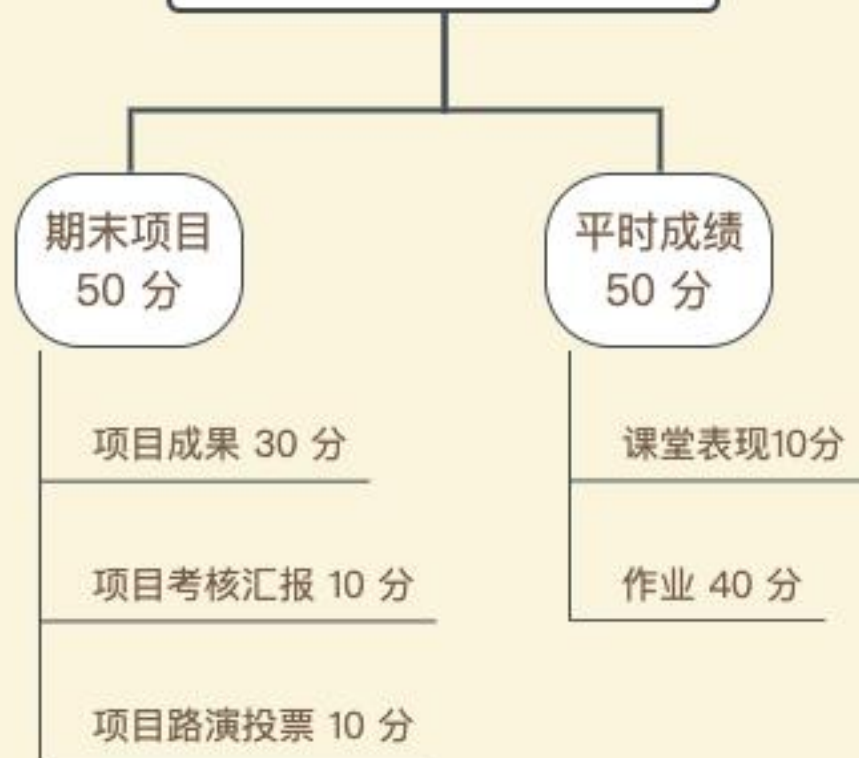 期末项目
50 分
项目成果 30 分
项目考核汇报 10 分
项目路演投票 10 分
平时成绩
50 分
课堂表现10分
作业 40 分